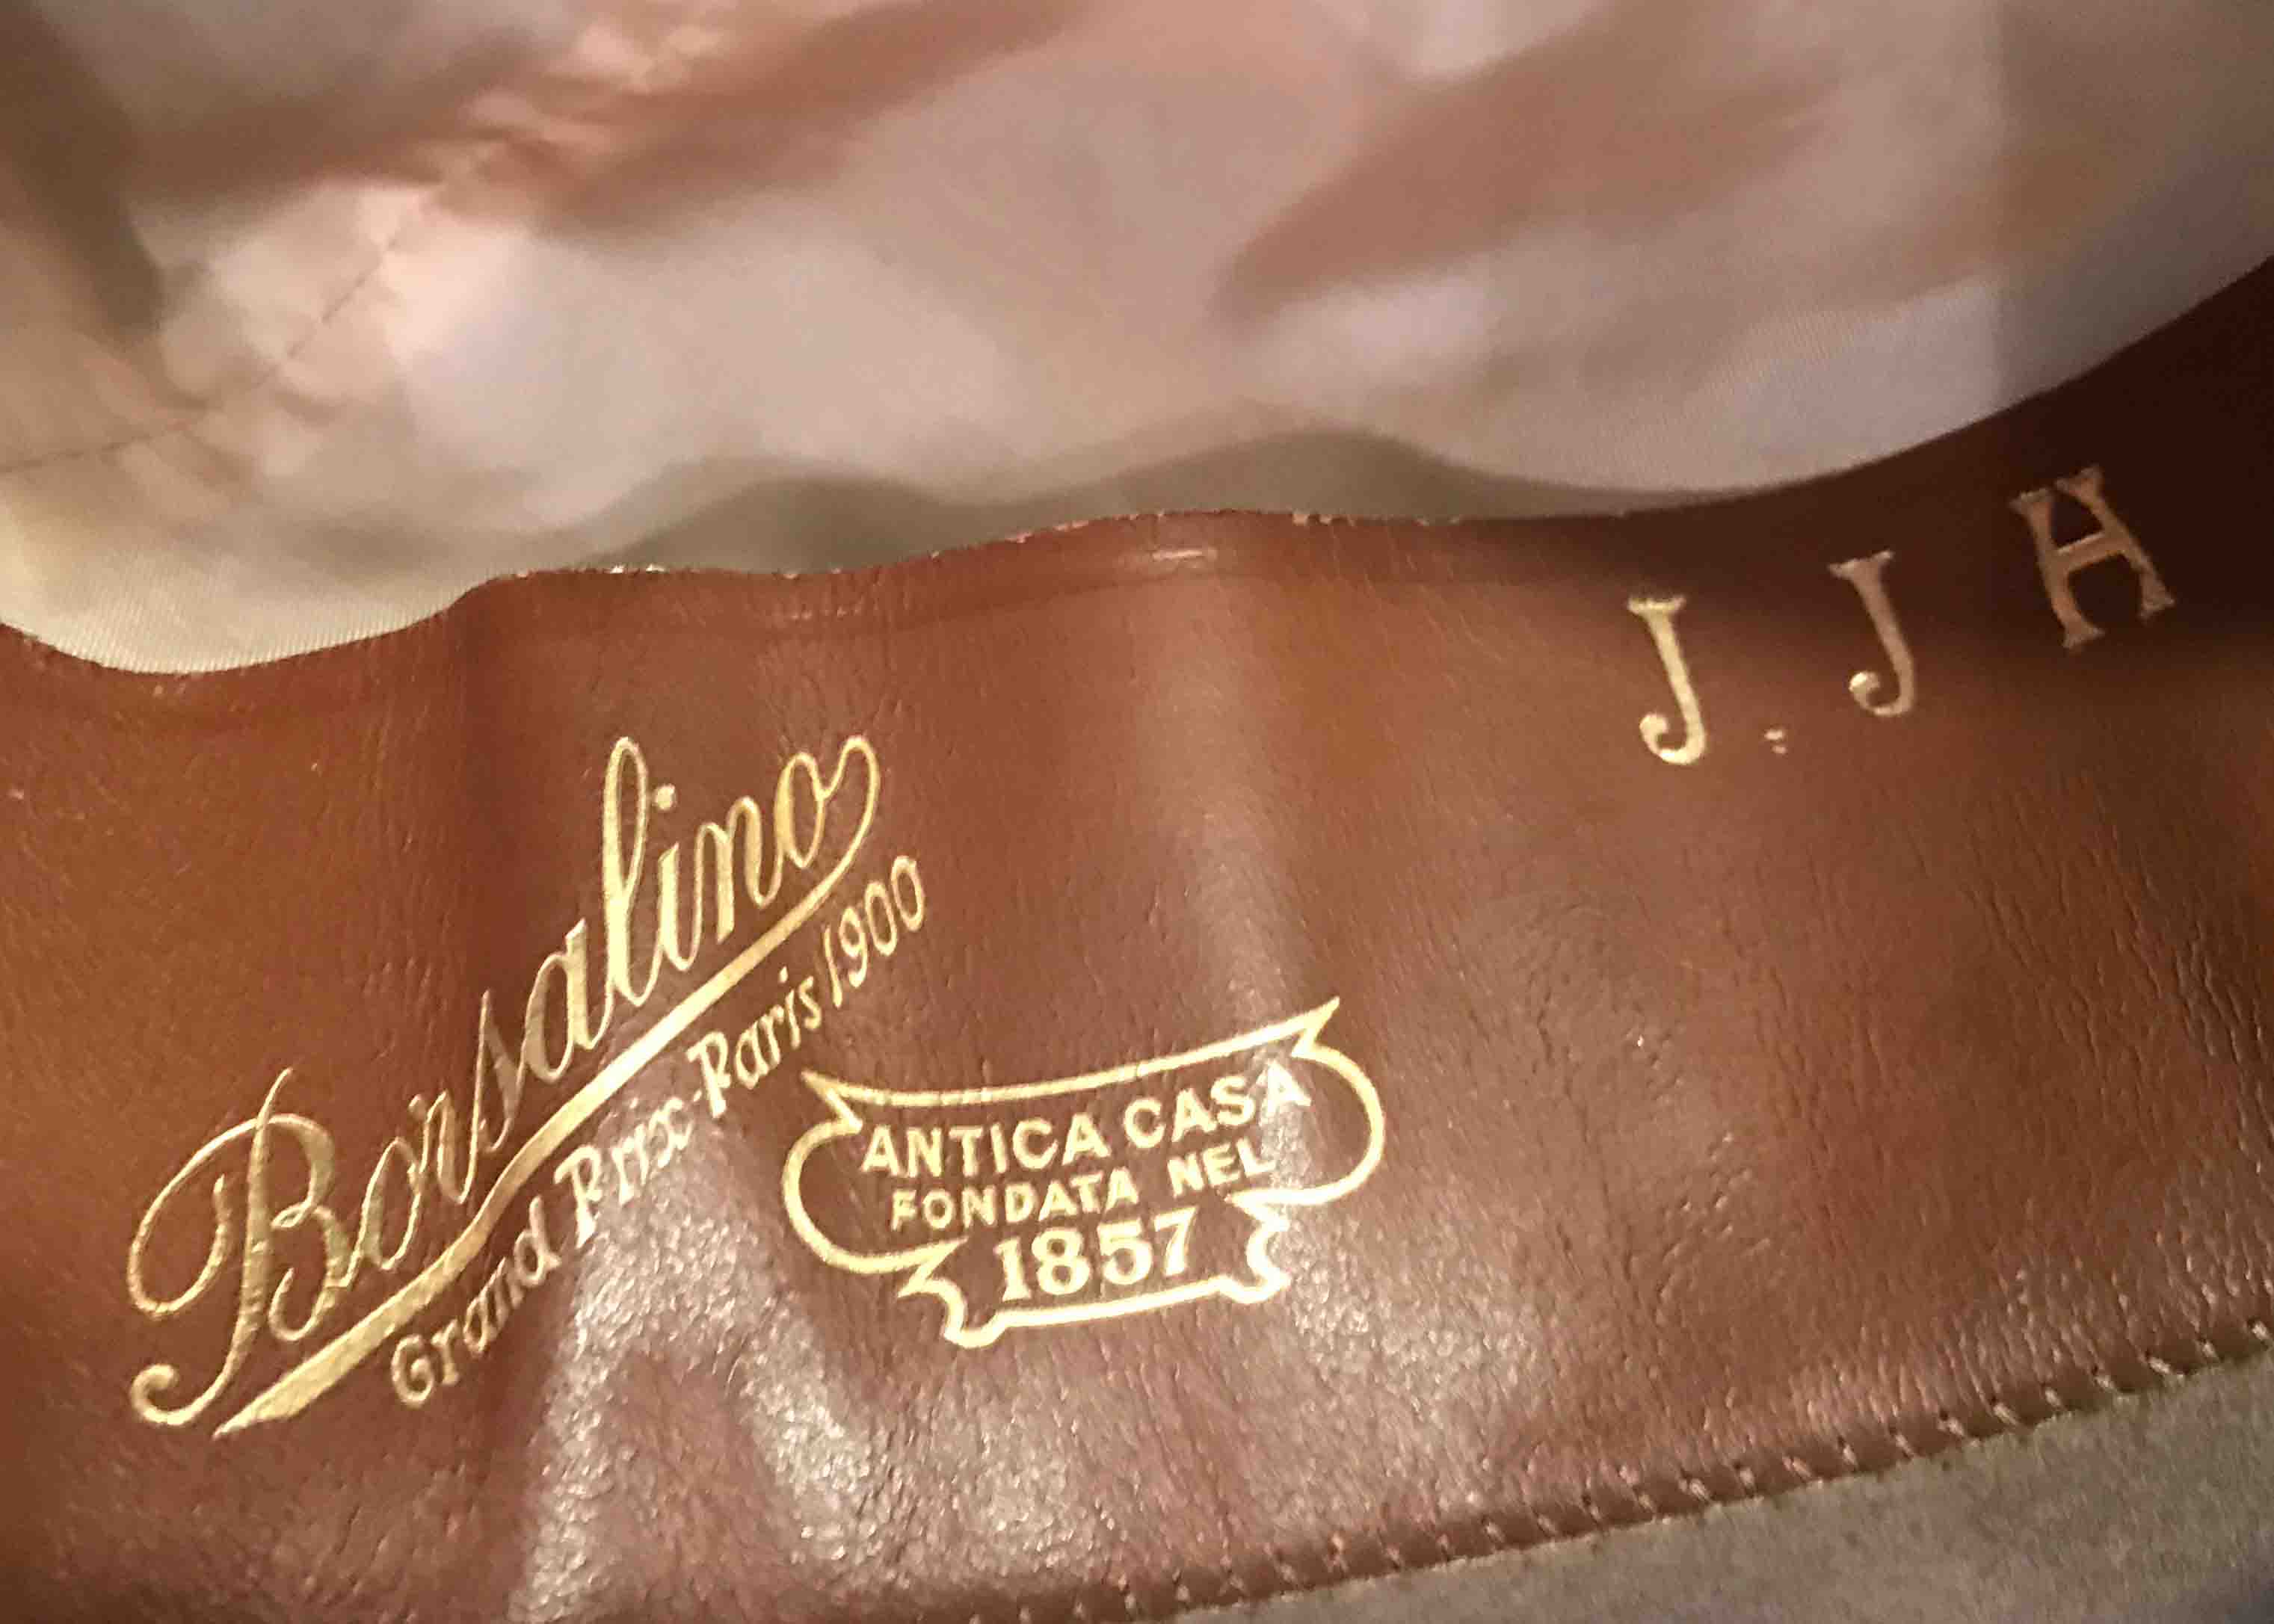 J. J H
Borsalino
Grand Prix-Paris 1900
ANTICA CASA
FONDATA NEL
1857